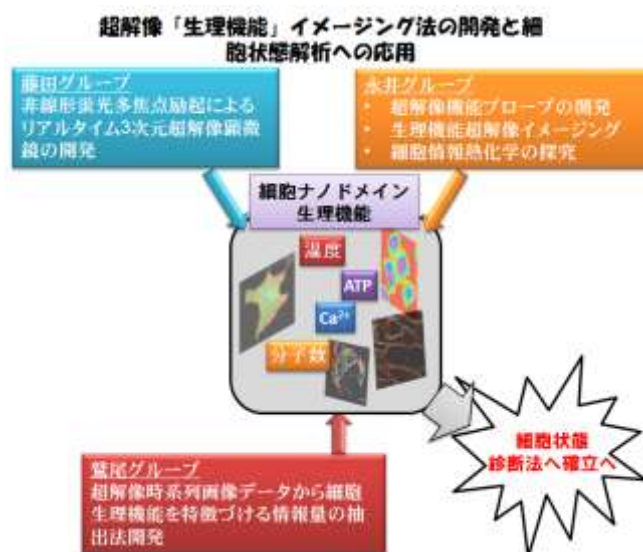 超解像「生理機能」イメージング法の開発と細
胞状態解析への応用
藤田グループ
非線形蛍光多焦点励起による
リアルタイム3次元超解像顕微
鏡の開発
永井グループ
• 超解像機能プローブの開発
• 生理機能超解像イメージング
• 細胞情報熱化学の探究
細胞ナノドメイン
生理機能
温度
ATP
Ca²⁺
分子数
鷲尾グループ
超解像時系列画像データから細胞
生理機能を特徴づける情報量の抽
出法開発
細胞状態
診断法へ確立へ